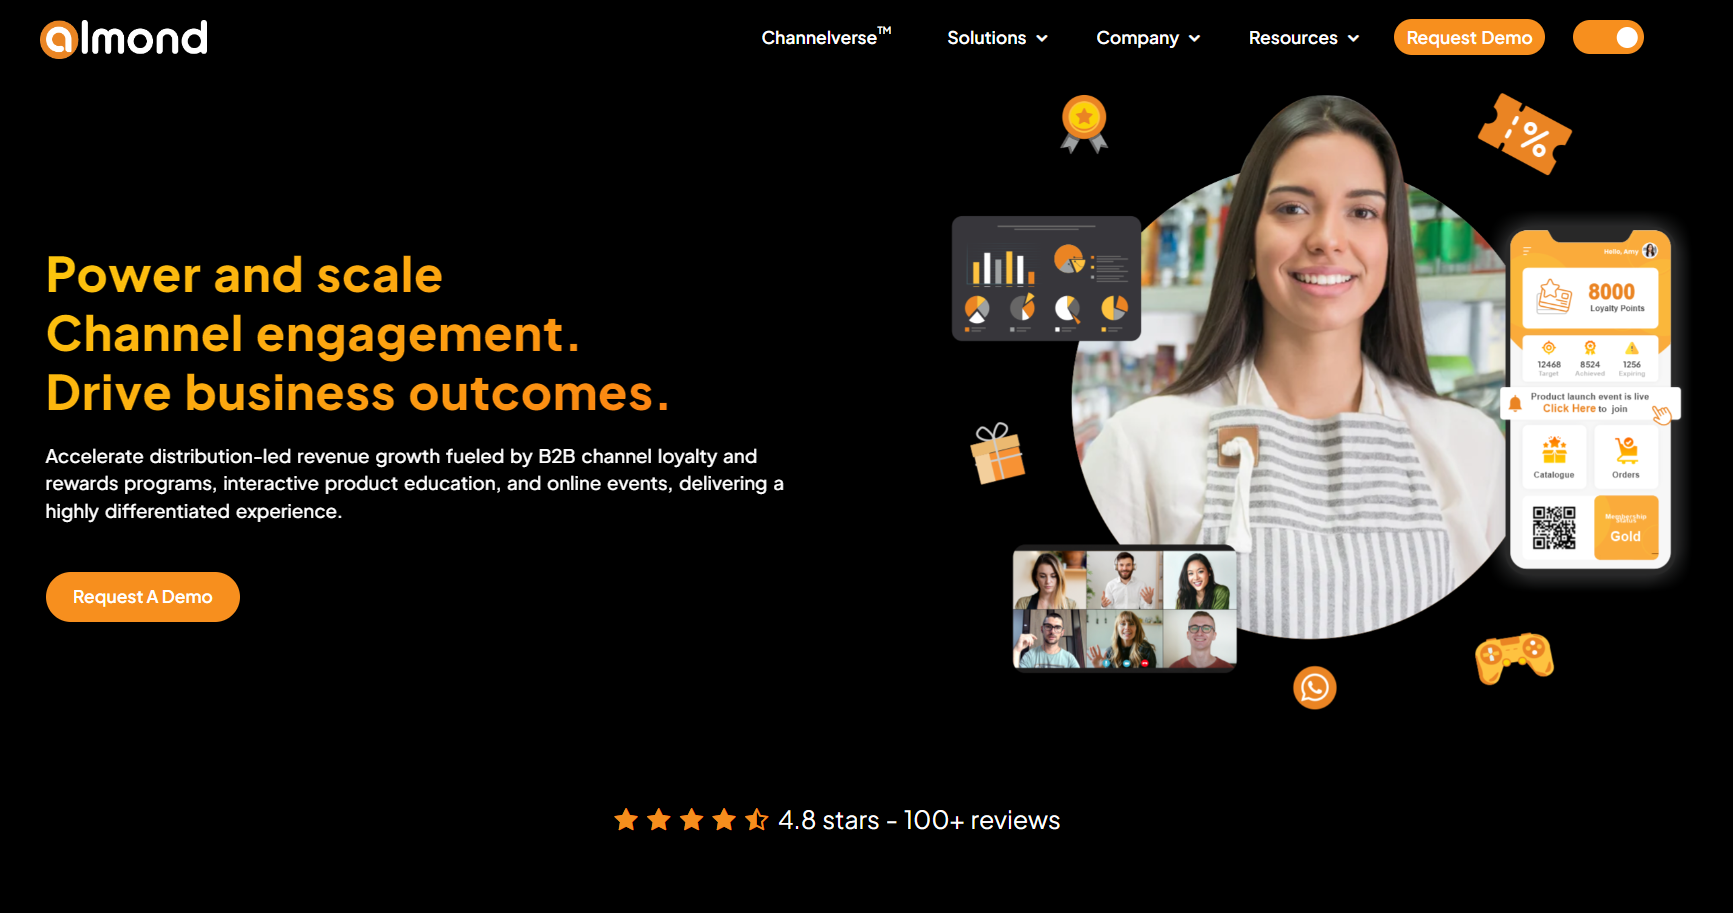 almond
Channelverse™
Solutions
Company
Resources
Request Demo
Power and scale
Channel engagement.
Drive business outcomes.
Accelerate distribution-led revenue growth fueled by B2B channel loyalty and
rewards programs, interactive product education, and online events, delivering a
highly differentiated experience.
Request A Demo
%
Hello, Amy
8000
Loyalty Points
12468
Target
8524
Achieved
1256
Expiring
Product launch event is live
Click Here to join
Catalogue
Orders
Membership
Status
Gold
4.8 stars - 100+ reviews